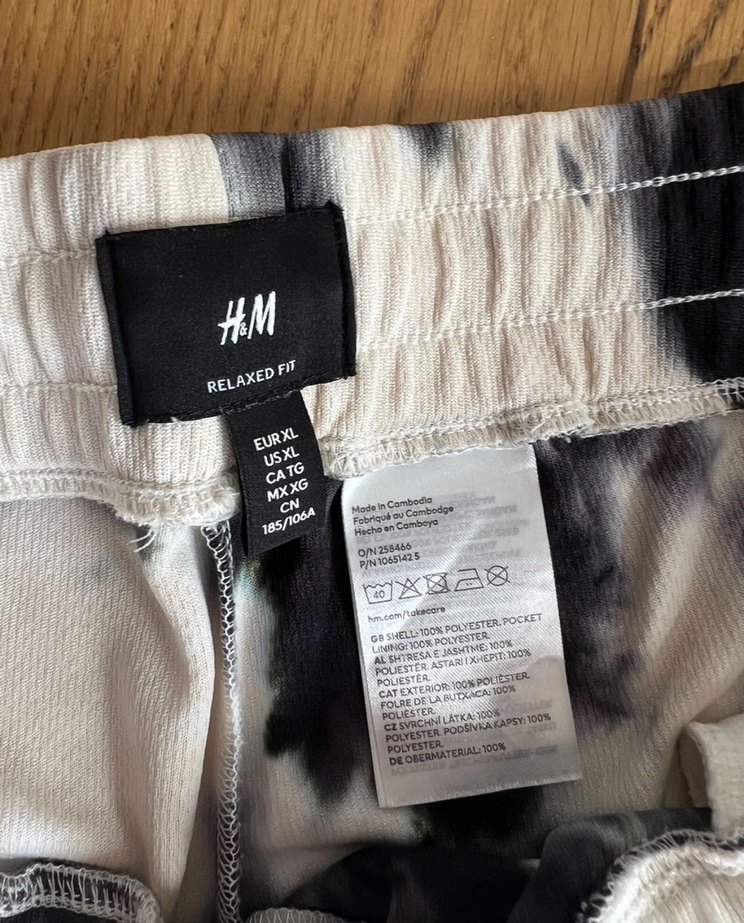 H&M
RELAXED FIT
EUR XL
US XL
CA TG
MX XG
CN
185/106A
Made in Cambodia
Fabriqué au Cambodge
Hecho en Camboya
O/N 258466
P/N 1065142 5
40
hm.com/takecare
GB SHELL: 100% POLYESTER. POCKET
LINING: 100% POLYESTER.
AL SHTRESA E JASHTME: 100%
POLIESTËR. ASTARI I XHEPIT: 100%
POLIESTËR.
CAT EXTERIOR: 100% POLIÈSTER.
FOLRE DE LA BUTXACA: 100%
POLIÈSTER.
CZ SVRCHNÍ LÁTKA: 100%
POLYESTER. PODŠÍVKA KAPSY: 100%
POLYESTER.
DE OBERMATERIAL: 100%